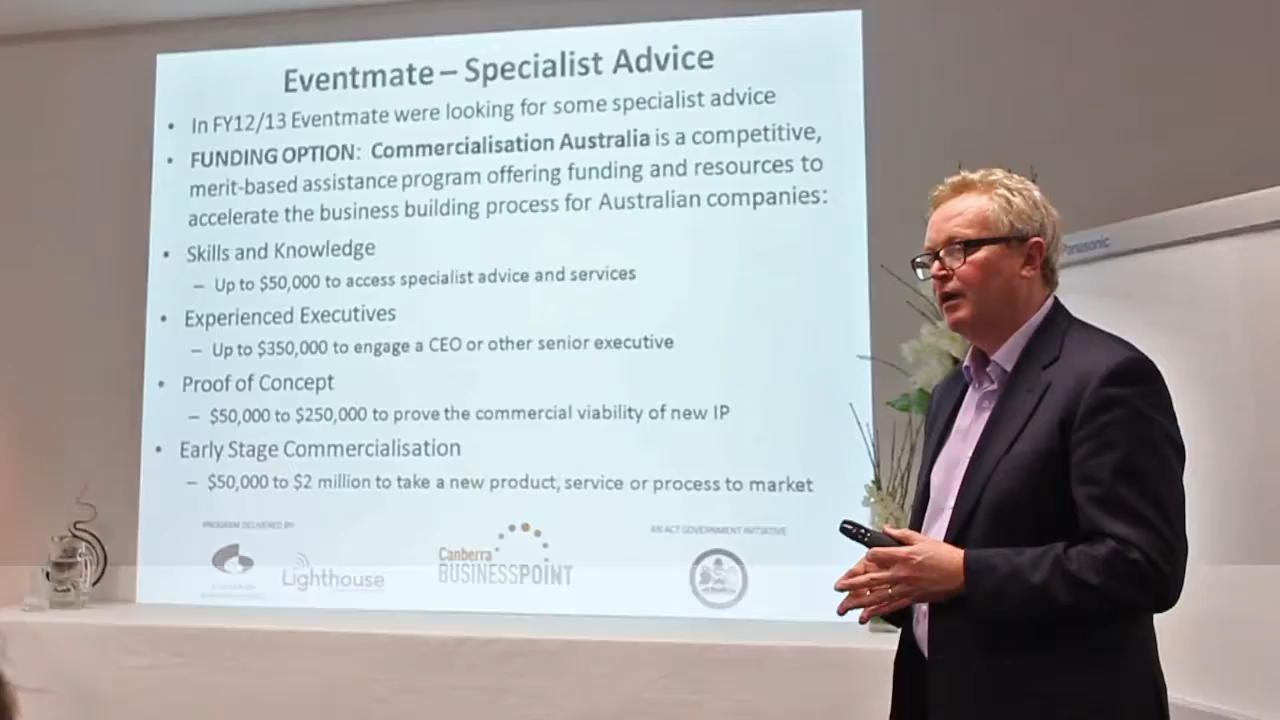 Eventmate – Specialist Advice
• In FY12/13 Eventmate were looking for some specialist advice
• FUNDING OPTION: Commercialisation Australia is a competitive,
merit-based assistance program offering funding and resources to
accelerate the business building process for Australian companies:
• Skills and Knowledge
– Up to $50,000 to access specialist advice and services
• Experienced Executives
– Up to $350,000 to engage a CEO or other senior executive
• Proof of Concept
– $50,000 to $250,000 to prove the commercial viability of new IP
• Early Stage Commercialisation
– $50,000 to $2 million to take a new product, service or process to market
PROGRAM DELIVERED BY
AN ACT GOVERNMENT INITIATIVE
Lighthouse
Canberra
BUSINESSPOINT
Panasonic